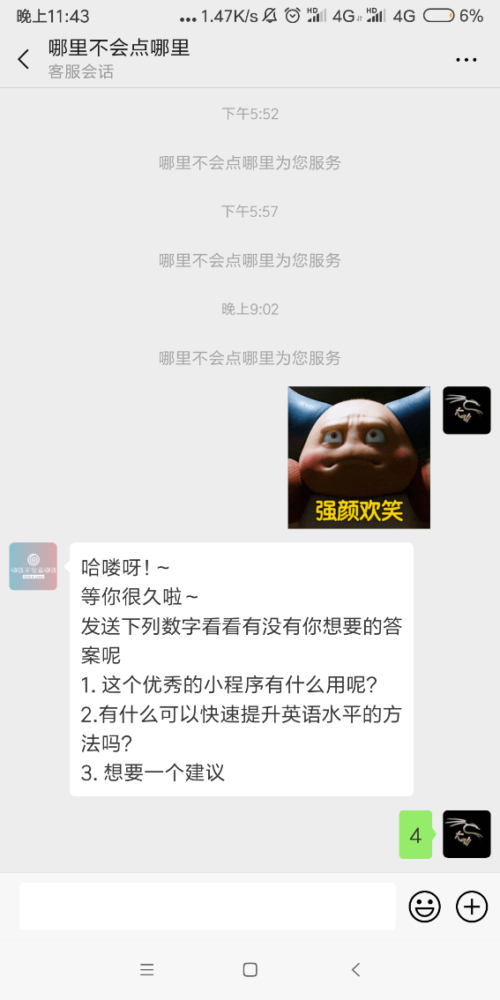 晚上11:43
... 1.47K/s HD 4G HD 4G 6%
哪里不会点哪里
客服会话
下午5:52
哪里不会点哪里为您服务
下午5:57
哪里不会点哪里为您服务
晚上9:02
哪里不会点哪里为您服务
强颜欢笑
Kali
哈喽呀!~
等你很久啦~
发送下列数字看看有没有你想要的答
案呢
1. 这个优秀的小程序有什么用呢?
2.有什么可以快速提升英语水平的方
法吗?
3. 想要一个建议
4
Kali